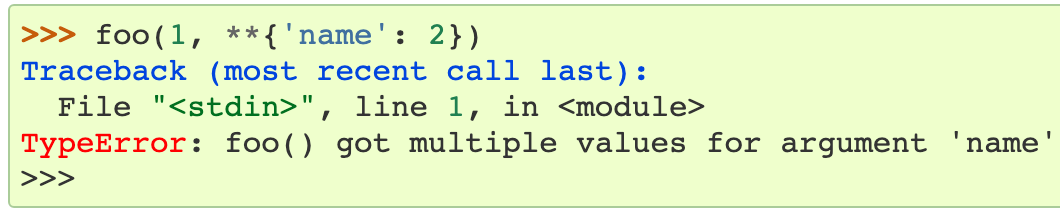 >>> foo(1, **{'name': 2})
Traceback (most recent call last):
  File "<stdin>", line 1, in <module>
TypeError: foo() got multiple values for argument 'name'
>>>